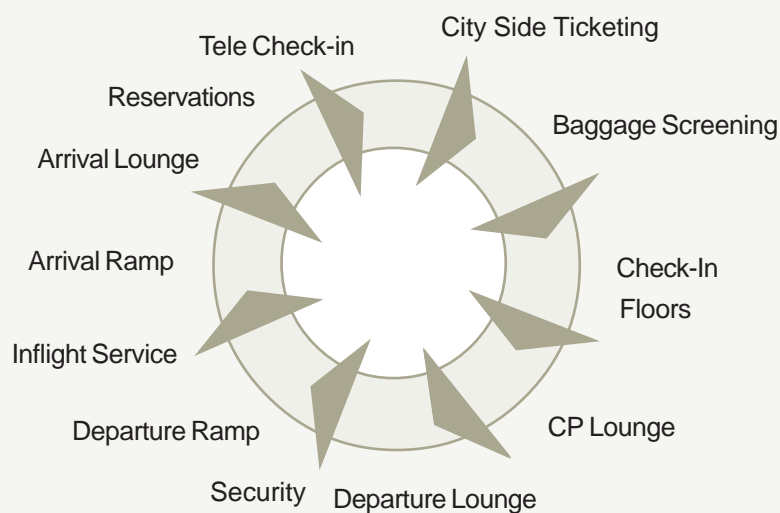 City Side Ticketing
Tele Check-in
Reservations
Baggage Screening
Arrival Lounge
Arrival Ramp
Check-In
Floors
Inflight Service
CP Lounge
Departure Ramp
Security
Departure Lounge